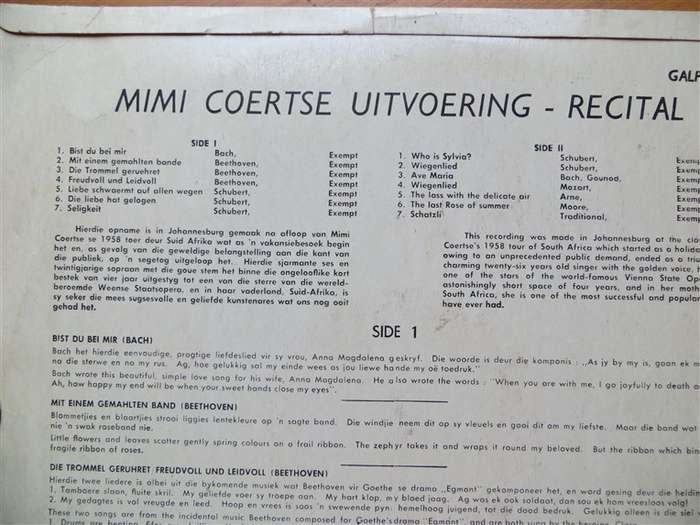 GALF
MIMI COERTSE UITVOERING - RECITAL
SIDE I
1. Bist du bei mir Bach, Exempt
2. Mit einem gemahlten bande Beethoven, Exempt
3. Die Trommel geruehret Beethoven, Exempt
4. Freudvoll und Leidvoll Beethoven, Exempt
5. Liebe schwaermt auf allen wegen Schubert, Exempt
6. Die liebe hat gelogen Schubert, Exempt
7. Seligkeit Schubert, Exempt
SIDE II
1. Who is Sylvia? Schubert, Exem
2. Wiegenlied Schubert, Exem
3. Ave Maria Bach, Gounod, Exemp
4. Wiegenlied Mozart, Exemp
5. The lass with the delicate air Arne, Exemp
6. The last Rose of summer Moore, Exemp
7. Schatzli Traditional, Exemp
Hierdie opname is in Johannesburg gemaak na afloop van Mimi
Coertse se 1958 toer deur Suid Afrika wat as 'n vakansiebesoek begin
het en, as gevolg van die geweldige belangstelling aan die kant van
die publiek, op 'n segetog uitgeloop het. Hierdie sjarmante ses en
twintigjarige sopraan met die goue stem het binne die ongelooflike kort
bestek van vier jaar uitgestyg tot een van die sterre van die wereld-
beroemde Weense Staatsopera, en in haar vaderland, Suid-Afrika, is
sy seker die mees sugsesvolle en geliefde kunstenares wat ons nog ooit
gehad het.
This recording was made in Johannesburg at the clo
Coertse's 1958 tour of South Africa which started as a holida
owing to an unprecedented public demand, ended as a triu
charming twenty-six years old singer with the golden voice, h
one of the stars of the world-famous Vienna State Ope
astonishingly short space of four years, and in her moth
South Africa, she is one of the most successful and popula
have ever had.
SIDE 1
BIST DU BEI MIR (BACH)
Bach het hierdie eenvoudige, pragtige liefdeslied vir sy vrou, Anna Magdalena geskryf. Die woorde is deur die komponis : „As jy by my is, gaan ek m
na die sterwe en na my rus. Ag, hoe gelukkig sal my einde wees as jou liewe hande my oë toedruk."
Bach wrote this beautiful, simple love song for his wife, Anna Magdalena. He also wrote the words : "When you are with me, I go joyfully to death a
Ah, how happy my end will be when your sweet hands close my eyes".
MIT EINEM GEMAHLTEN BAND (BEETHOVEN)
Blommetjies en blaartjies strooi liggies lentekleure op 'n sagte band. Die windjie neem dit op sy vleuels en gooi dit om my liefste. Maar die band wat
nie 'n swak roseband nie.
Little flowers and leaves scatter gently spring colours on a frail ribbon. The zephyr takes it and wraps it round my beloved. But the ribbon which bin
fragile ribbon of roses.
DIE TROMMEL GERUHRET FREUDVOLL UND LEIDVOLL (BEETHOVEN)
Hierdie twee liedere is albei uit die bykomende musiek wat Beethoven vir Goethe se drama „Egmont" gekomponeer het, en word gesing deur die heldin
1. Tamboere slaan, fluite skril. My geliefde voer sy troepe aan. My hart klop, my bloed jaag. Ag was ek ook soldaat, dan sou ek hom vreesloos volg!
2. My gedagtes is vol vreugde en leed. Hoop en vrees is soos 'n swewende pyn. hemelhoog juigend, tot die dood bedruk. Gelukkig alleen is die si
These two songs are from the incidental music Beethoven composed for Goethe's drama "Egmont", and are both sung by the hero